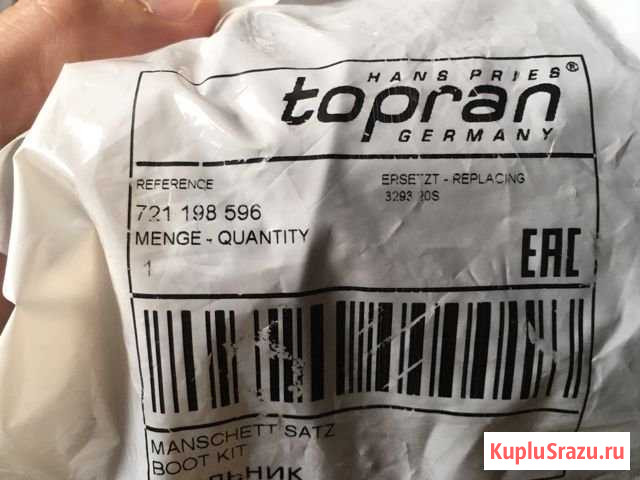 HANS PRIES®
topran
GERMANY
REFERENCE
721 198 596
ERSETZT - REPLACING
MENGE - QUANTITY
1
EAC
MANSCHETT SATZ
BOOT KIT
KupluSrazu.ru